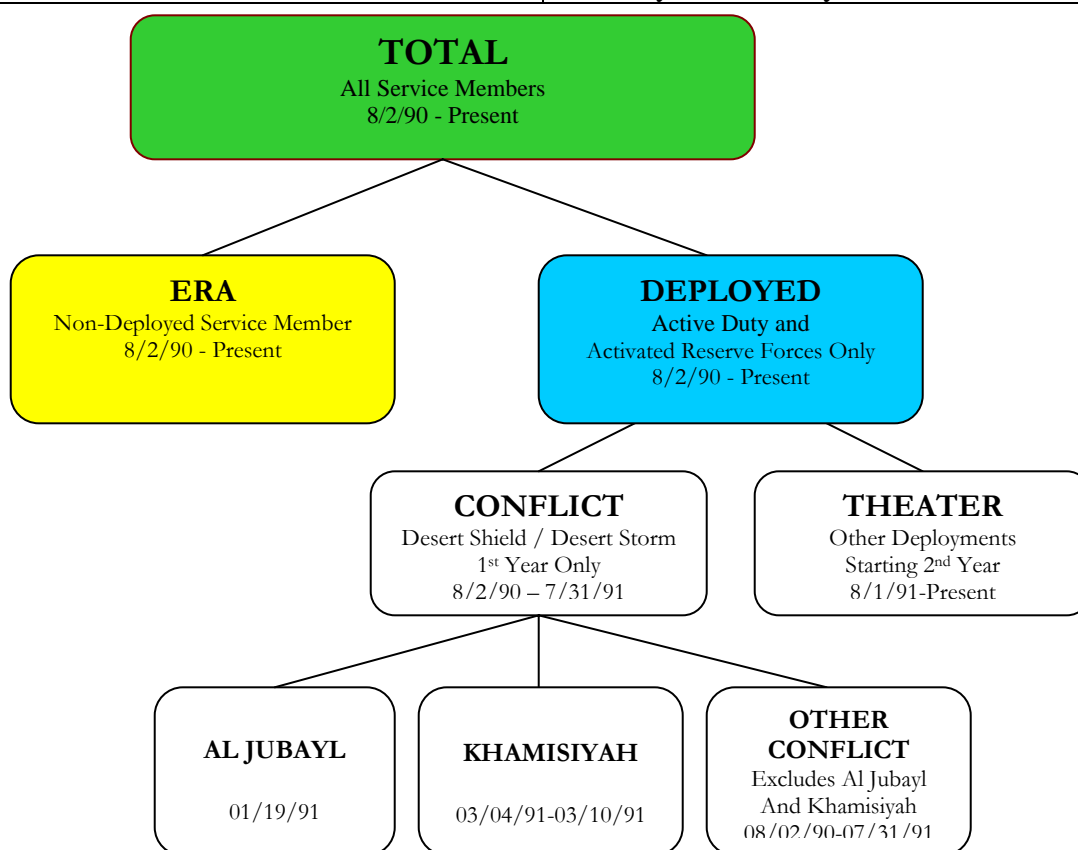 TOTAL
All Service Members
8/2/90 - Present
ERA
Non-Deployed Service Member
8/2/90 - Present
DEPLOYED
Active Duty and
Activated Reserve Forces Only
8/2/90 - Present
CONFLICT
Desert Shield / Desert Storm
1st Year Only
8/2/90 – 7/31/91
THEATER
Other Deployments
Starting 2nd Year
8/1/91-Present
AL JUBAYL
01/19/91
KHAMISIYAH
03/04/91-03/10/91
OTHER
CONFLICT
Excludes Al Jubayl
And Khamisiyah
08/02/90-07/31/91